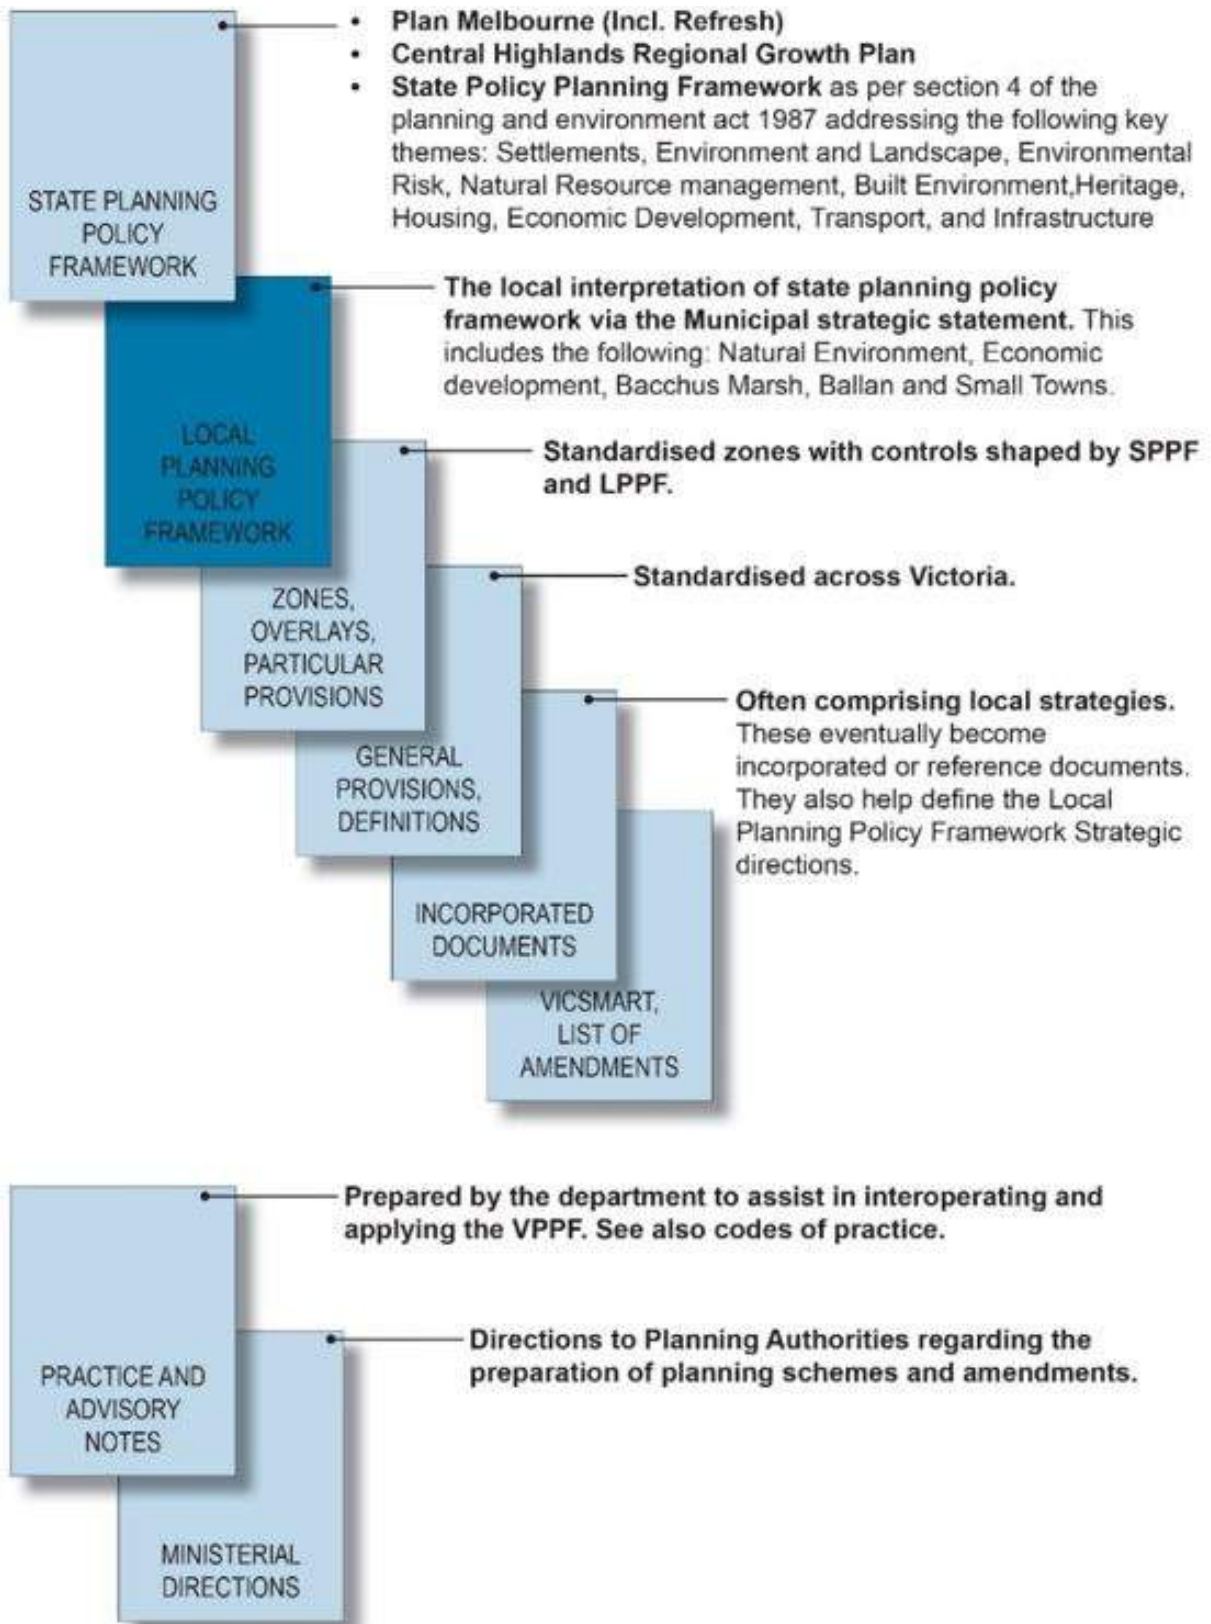 • Plan Melbourne (Incl. Refresh)
• Central Highlands Regional Growth Plan
• State Policy Planning Framework as per section 4 of the
planning and environment act 1987 addressing the following key
themes: Settlements, Environment and Landscape, Environmental
Risk, Natural Resource management, Built Environment,Heritage,
Housing, Economic Development, Transport, and Infrastructure
STATE PLANNING
POLICY
FRAMEWORK
The local interpretation of state planning policy
framework via the Municipal strategic statement. This
includes the following: Natural Environment, Economic
development, Bacchus Marsh, Ballan and Small Towns.
LOCAL
PLANNING
POLICY
FRAMEWORK
Standardised zones with controls shaped by SPPF
and LPPF.
ZONES,
OVERLAYS,
PARTICULAR
PROVISIONS
Standardised across Victoria.
GENERAL
PROVISIONS,
DEFINITIONS
Often comprising local strategies.
These eventually become
incorporated or reference documents.
They also help define the Local
Planning Policy Framework Strategic
directions.
INCORPORATED
DOCUMENTS
VICSMART,
LIST OF
AMENDMENTS
Prepared by the department to assist in interoperating and
applying the VPPF. See also codes of practice.
PRACTICE AND
ADVISORY
NOTES
Directions to Planning Authorities regarding the
preparation of planning schemes and amendments.
MINISTERIAL
DIRECTIONS